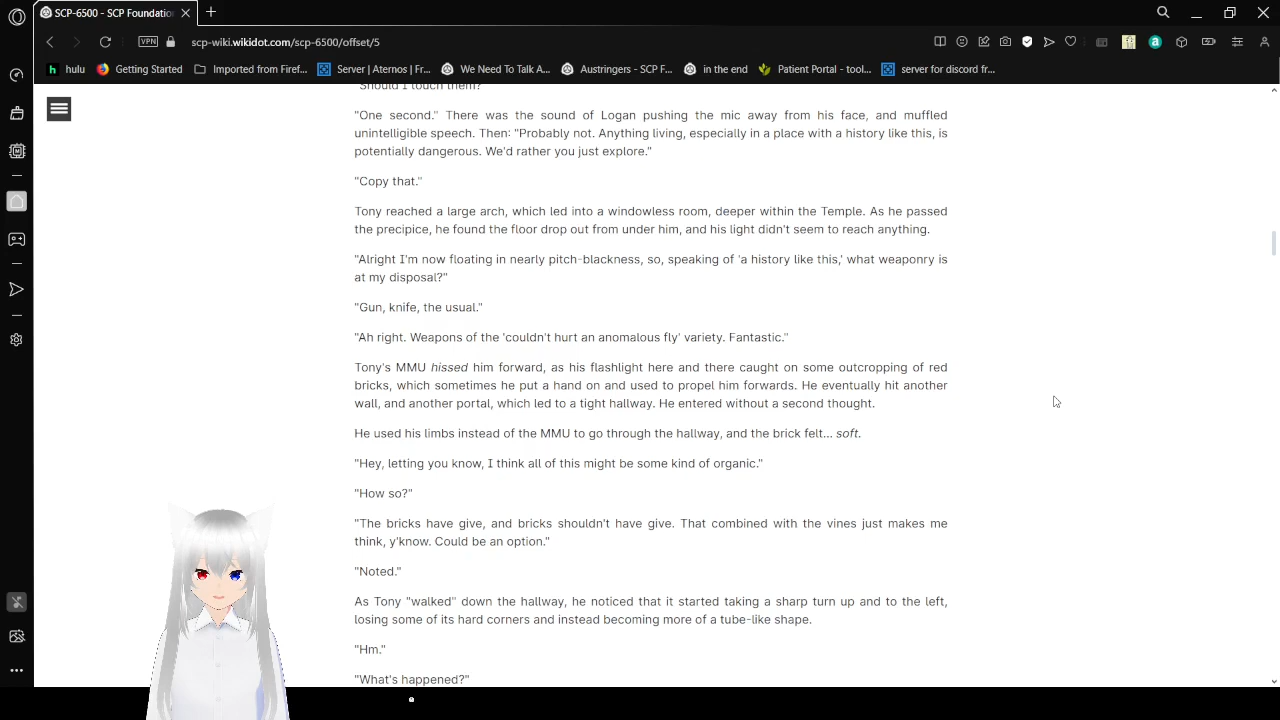 SCP-6500 - SCP Foundatio
VPN
scp-wiki.wikidot.com/scp-6500/offset/5
hulu
Getting Started
Imported from Firef...
Server | Aternos | Fr...
We Need To Talk A...
Austringers - SCP F...
in the end
Patient Portal - tool...
server for discord fr...
"Should I touch them?"
"One second." There was the sound of Logan pushing the mic away from his face, and muffled
unintelligible speech. Then: "Probably not. Anything living, especially in a place with a history like this, is
potentially dangerous. We'd rather you just explore."
"Copy that."
Tony reached a large arch, which led into a windowless room, deeper within the Temple. As he passed
the precipice, he found the floor drop out from under him, and his light didn't seem to reach anything.
"Alright I'm now floating in nearly pitch-blackness, so, speaking of 'a history like this,' what weaponry is
at my disposal?"
"Gun, knife, the usual."
"Ah right. Weapons of the 'couldn't hurt an anomalous fly' variety. Fantastic."
Tony's MMU hissed him forward, as his flashlight here and there caught on some outcropping of red
bricks, which sometimes he put a hand on and used to propel him forwards. He eventually hit another
wall, and another portal, which led to a tight hallway. He entered without a second thought.
He used his limbs instead of the MMU to go through the hallway, and the brick felt... soft.
"Hey, letting you know, I think all of this might be some kind of organic."
"How so?"
"The bricks have give, and bricks shouldn't have give. That combined with the vines just makes me
think, y'know. Could be an option."
"Noted."
As Tony "walked" down the hallway, he noticed that it started taking a sharp turn up and to the left,
losing some of its hard corners and instead becoming more of a tube-like shape.
"Hm."
"What's happened?"